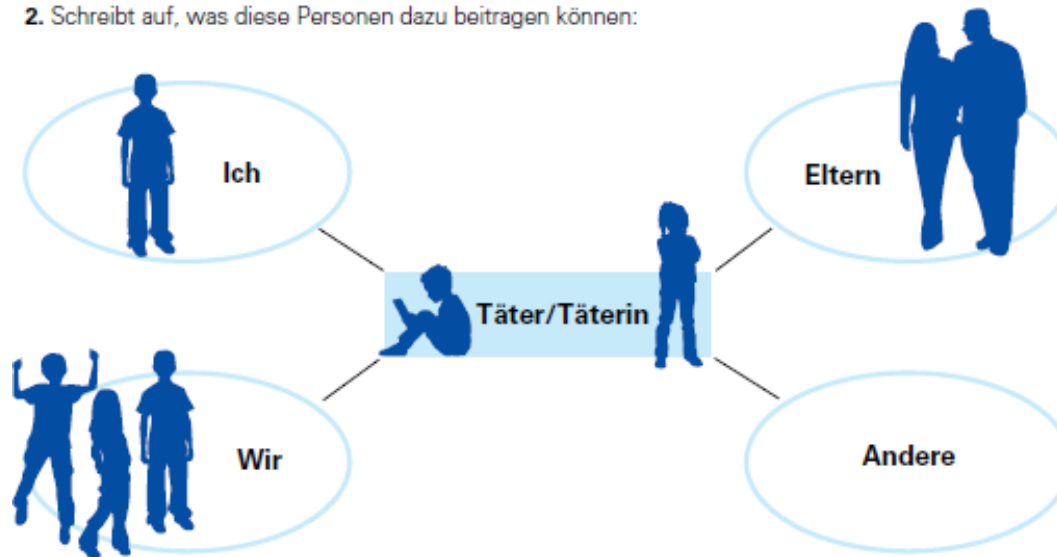 2. Schreibt auf, was diese Personen dazu beitragen können:
Ich
Eltern
Täter/Täterin
Wir
Andere